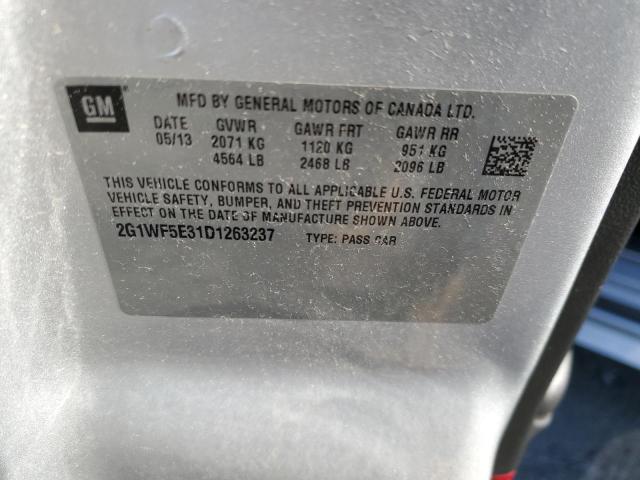 GM
MFD BY GENERAL MOTORS OF CANADA LTD.
DATE GVWR GAWR FRT GAWR RR
05/13 2071 KG 1120 KG 951 KG
4564 LB 2468 LB 2096 LB
THIS VEHICLE CONFORMS TO ALL APPLICABLE U.S. FEDERAL MOTOR
VEHICLE SAFETY, BUMPER, AND THEFT PREVENTION STANDARDS IN
EFFECT ON THE DATE OF MANUFACTURE SHOWN ABOVE.
2G1WF5E31D1263237 TYPE: PASS CAR